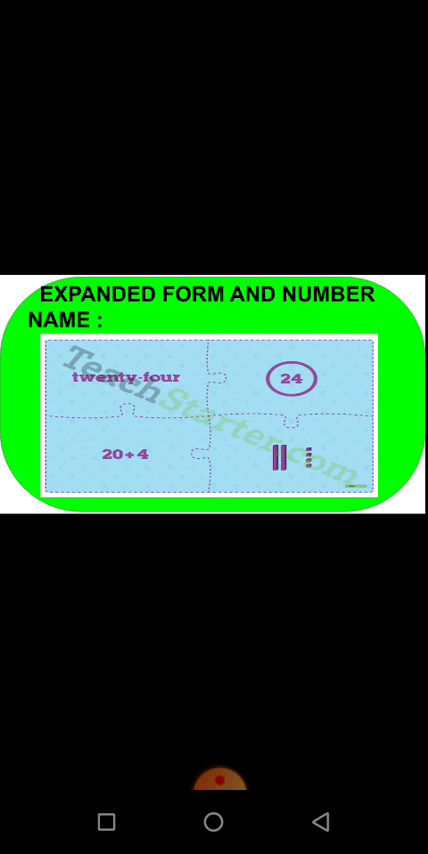 EXPANDED FORM AND NUMBER
NAME :
twenty-four
24
20+4
TeachStarter.com